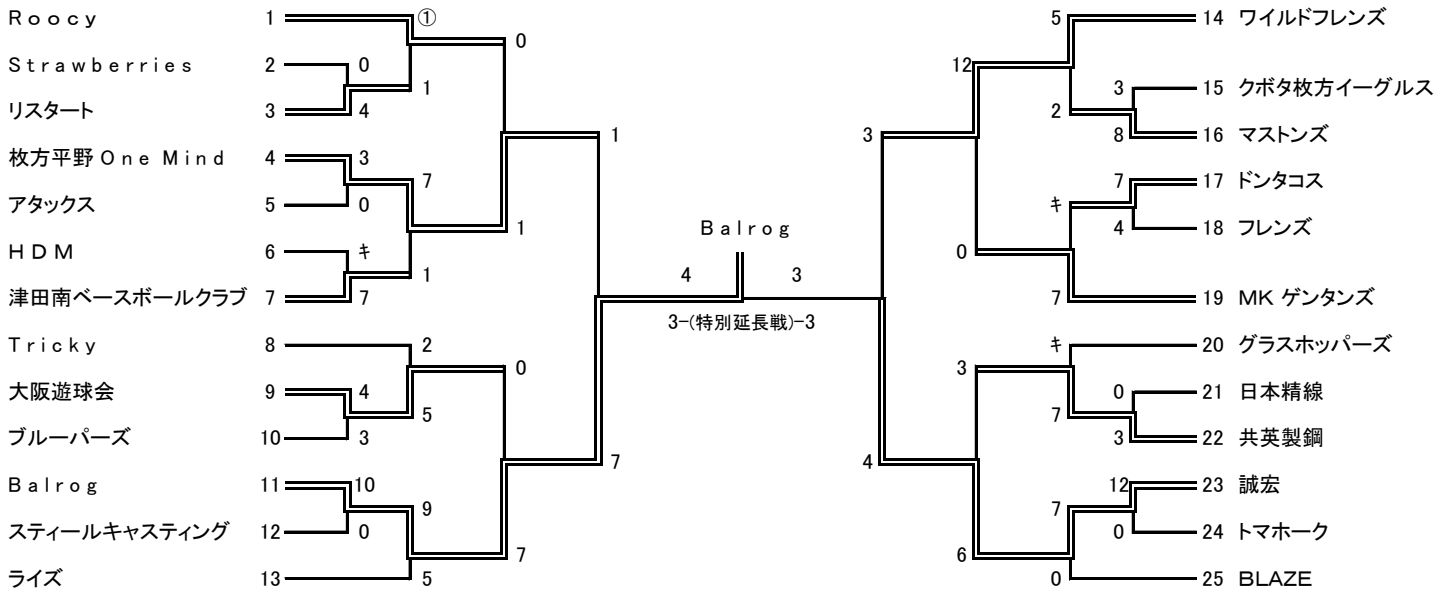 Roocy 1 ① 5 14 ワイルドフレンズ
0
Strawberries 2 0 12
1 3 15 クボタ枚方イーグルス
リスタート 3 4 2
1 3 8 16 マストンズ
枚方平野 One Mind 4 3
7 7 17 ドンタコス
アタックス 5 0 キ
1 Balrog 4 18 フレンズ
HDM 6 キ 0
1 4 3
津田南ベースボールクラブ 7 7 7 19 MK ゲンタンズ
3-(特別延長戦)-3
Tricky 8 2 キ 20 グラスホッパーズ
0 3
大阪遊球会 9 4 0 21 日本精線
5 7
ブルーパーズ 10 3 3 22 共英製鋼
7 4
Balrog 11 10 12 23 誠宏
9 7
スティールキャスティング 12 0 0 24 トマホーク
7 6
ライズ 13 5 0 25 BLAZE